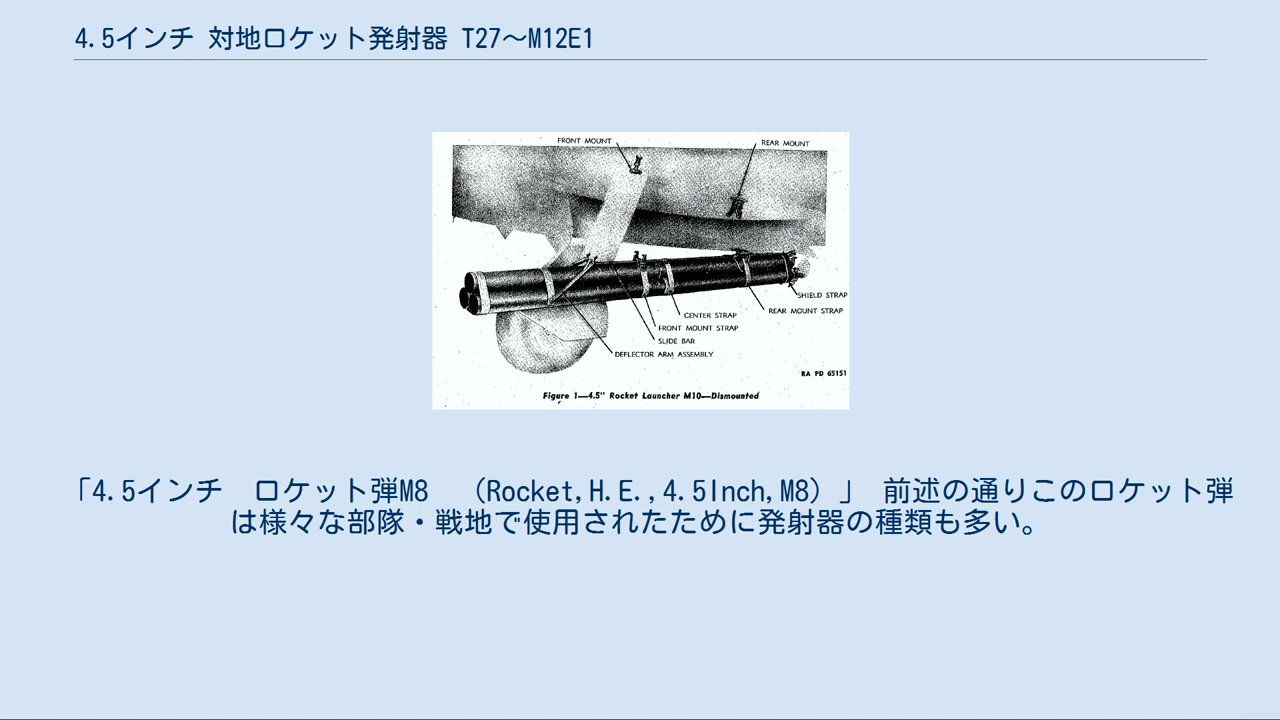 4.5インチ 対地ロケット発射器 T27～M12E1
FRONT MOUNT
REAR MOUNT
SHIELD STRAP
REAR MOUNT STRAP
CENTER STRAP
FRONT MOUNT STRAP
SLIDE BAR
DEFLECTOR ARM ASSEMBLY
RA PD 65151
Figure 1—4.5" Rocket Launcher M10—Dismounted
「4.5インチ　ロケット弾M8　（Rocket,H.E.,4.5Inch,M8）」 前述の通りこのロケット弾
は様々な部隊・戦地で使用されたために発射器の種類も多い。